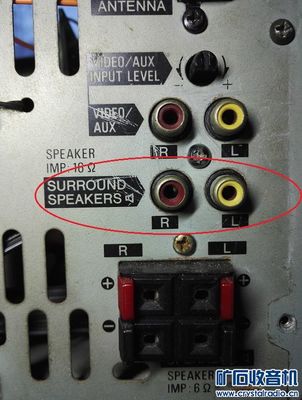 ANTENNA
VIDEO/AUX
INPUT LEVEL
- +
VIDEO/
AUX
R L
SPEAKER
IMP: 16 Ω
SURROUND
SPEAKERS
R L
R L
+ +
- -
SPEAKER
IMP: 6 Ω
矿石收音机
www.crystalradio.cn